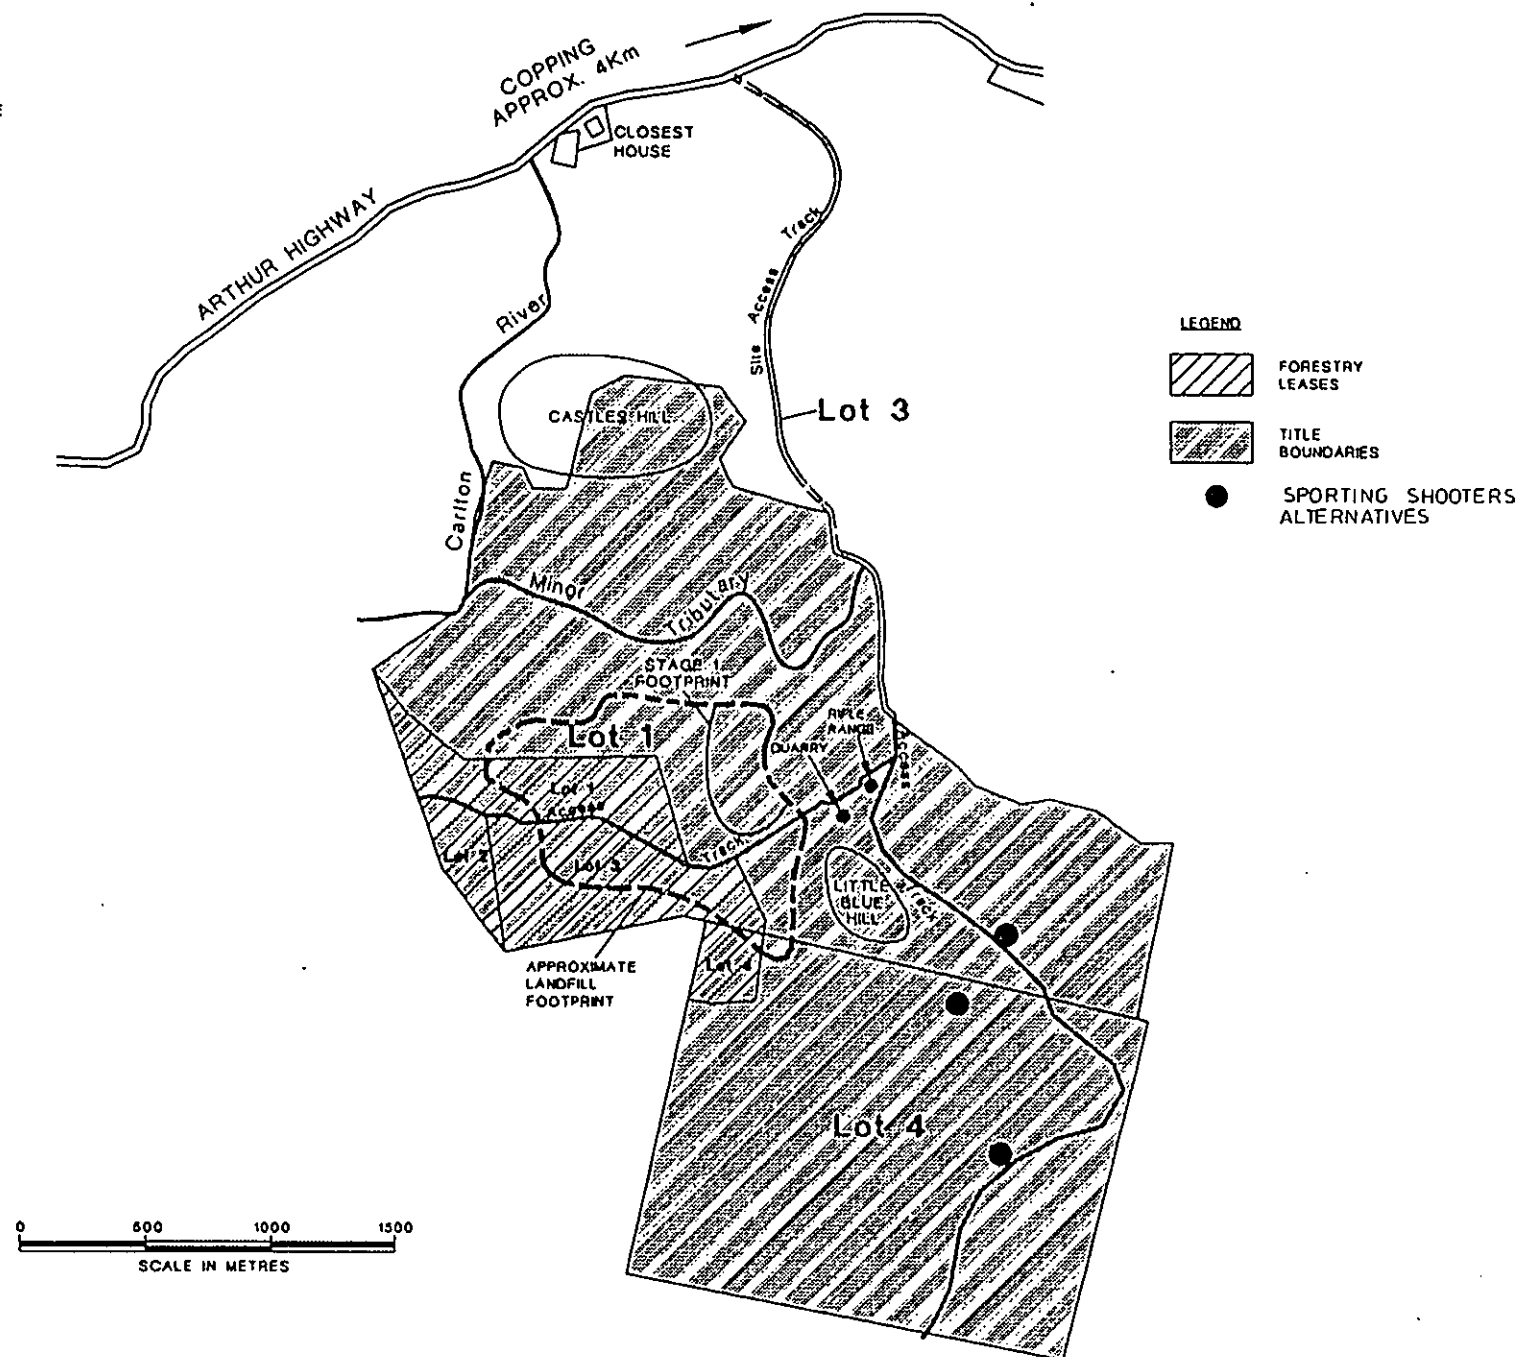 COPPING
APPROX. 4Km
CLOSEST
HOUSE
ARTHUR HIGHWAY
River
Carlton
Site Access Track
Lot 3
CASTLES HILL
LEGEND
FORESTRY
LEASES
TITLE
BOUNDARIES
SPORTING SHOOTERS
ALTERNATIVES
Minor
Tributary
STAGE 1
FOOTPRINT
Lot 1
RIFLE
RANGE
QUARRY
Access
Track
Lot 1
Access
Track
Lot 2
Lot 3
LITTLE
BLUE
HILL
Lot 4
APPROXIMATE
LANDFILL
FOOTPRINT
Lot 4
0 500 1000 1500
SCALE IN METRES